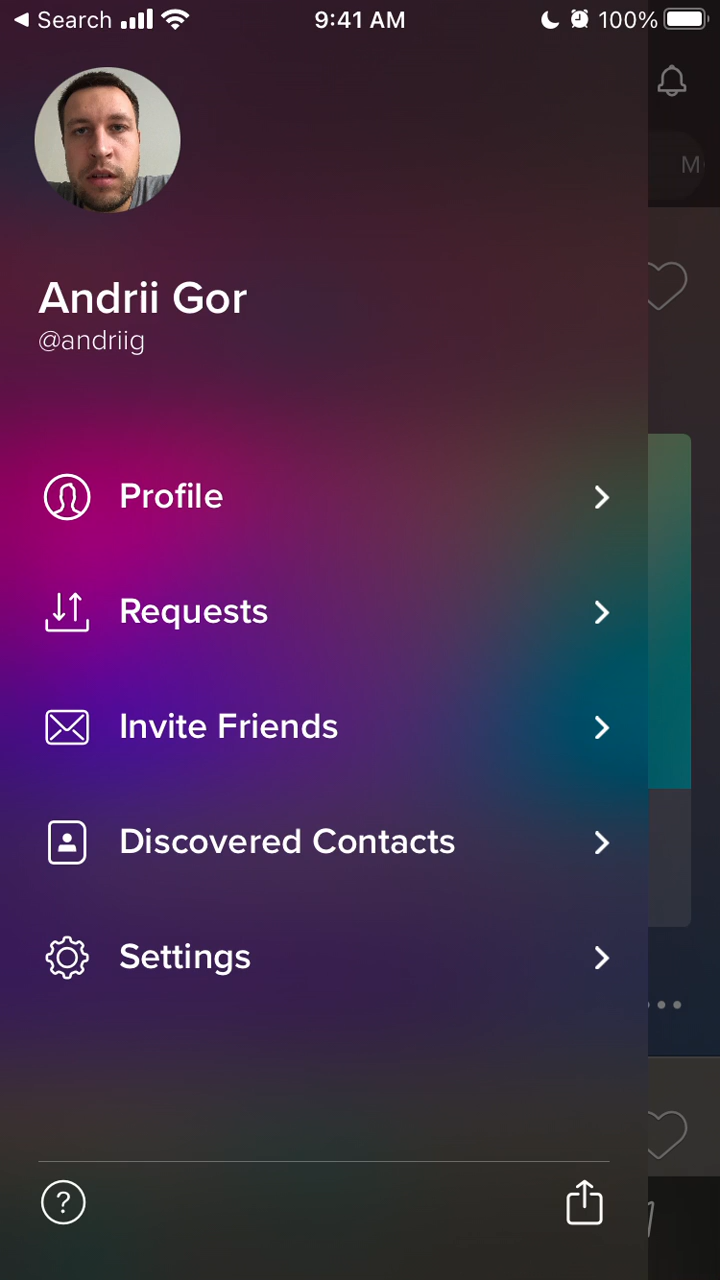 Search 9:41 AM 100%
M
Andrii Gor
@andriig
Profile
Requests
Invite Friends
Discovered Contacts
Settings
?